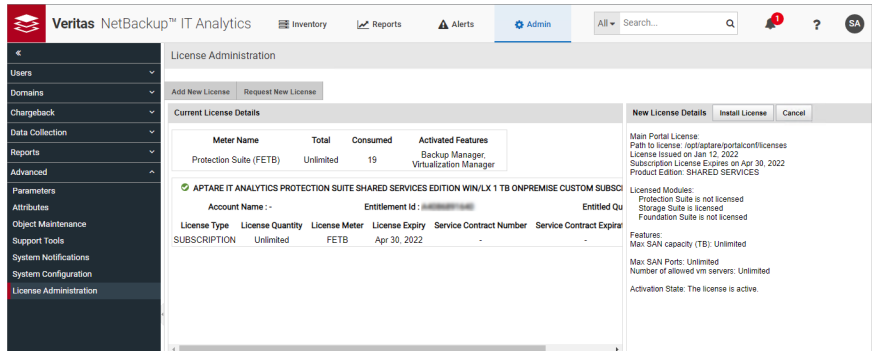 Veritas NetBackup™ IT Analytics
Inventory
Reports
Alerts
Admin
All
Search...
1
?
SA
«
Users
Domains
Chargeback
Data Collection
Reports
Advanced
Parameters
Attributes
Object Maintenance
Support Tools
System Notifications
System Configuration
License Administration
License Administration
Add New License Request New License
Current License Details
Meter Name Total Consumed Activated Features
Protection Suite (FETB) Unlimited 19 Backup Manager,
Virtualization Manager
APTARE IT ANALYTICS PROTECTION SUITE SHARED SERVICES EDITION WIN/LX 1 TB ONPREMISE CUSTOM SUBSCI
Account Name : - Entitlement Id : Entitled Qu
License Type License Quantity License Meter License Expiry Service Contract Number Service Contract Expirat
SUBSCRIPTION Unlimited FETB Apr 30, 2022 - -
New License Details Install License Cancel
Main Portal License:
Path to license: /opt/aptare/portalconf/licenses
License Issued on Jan 12, 2022
Subscription License Expires on Apr 30, 2022
Product Edition: SHARED SERVICES
Licensed Modules:
Protection Suite is not licensed
Storage Suite is licensed
Foundation Suite is not licensed
Features:
Max SAN capacity (TB): Unlimited
Max SAN Ports: Unlimited
Number of allowed vm servers: Unlimited
Activation State: The license is active.